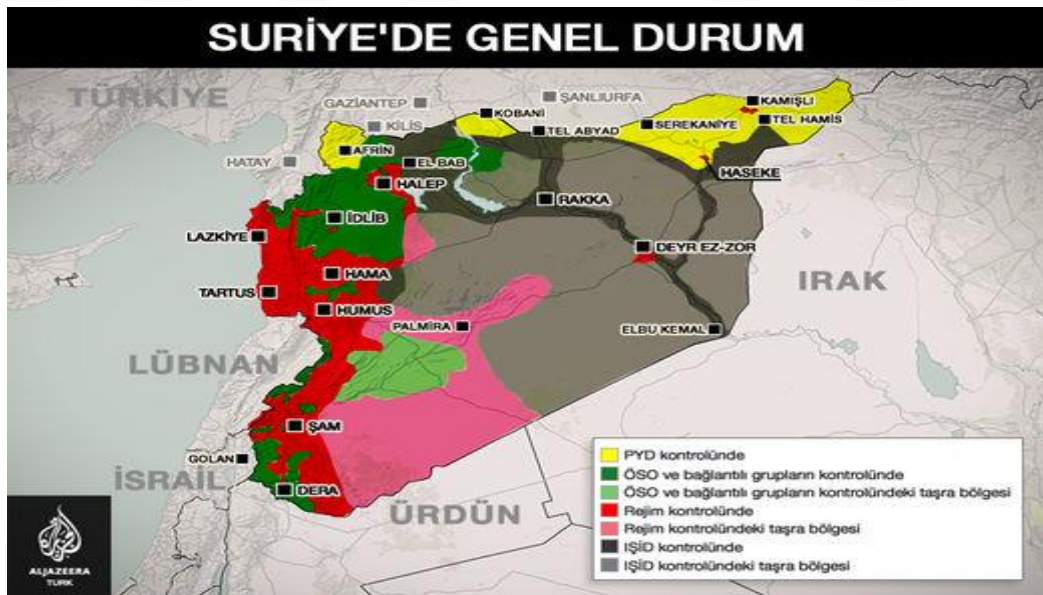 SURİYE'DE GENEL DURUM
TÜRKİYE
GAZİANTEP
ŞANLIURFA
KAMIŞLI
KOBANİ
KİLİS
SEREKANİYE
TEL HAMİS
TEL ABYAD
AFRİN
HATAY
EL BAB
HASEKE
HALEP
RAKKA
İDLİB
LAZKİYE
DEYR EZ-ZOR
HAMA
IRAK
TARTUS
HUMUS
PALMİRA
ELBU KEMAL
LÜBNAN
ŞAM
GOLAN
İSRAİL
DERA
ÜRDÜN
PYD kontrolünde
ÖSO ve bağlantılı grupların kontrolünde
ÖSO ve bağlantılı grupların kontrolündeki taşra bölgesi
Rejim kontrolünde
Rejim kontrolündeki taşra bölgesi
IŞİD kontrolünde
IŞİD kontrolündeki taşra bölgesi
ALJAZEERA
TURK